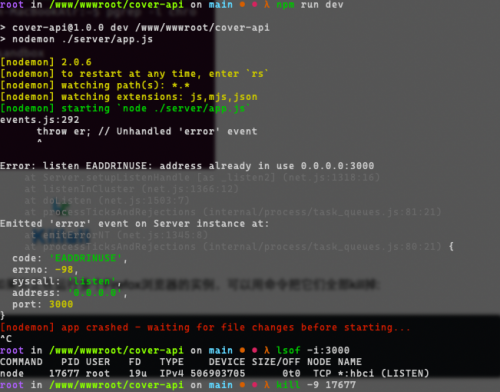 root in /www/wwwroot/cover-api on main λ npm run dev
> cover-api@1.0.0 dev /www/wwwroot/cover-api
> nodemon ./server/app.js
[nodemon] 2.0.6
[nodemon] to restart at any time, enter `rs`
[nodemon] watching path(s): *.*
[nodemon] watching extensions: js,mjs,json
[nodemon] starting `node ./server/app.js`
events.js:292
throw er; // Unhandled 'error' event
^
Error: listen EADDRINUSE: address already in use 0.0.0.0:3000
at Server.setupListenHandle [as _listen2] (net.js:1318:16)
at listenInCluster (net.js:1366:12)
at doListen (net.js:1503:7)
at processTicksAndRejections (internal/process/task_queues.js:81:21)
Emitted 'error' event on Server instance at:
at emitErrorNT (net.js:1345:8)
at processTicksAndRejections (internal/process/task_queues.js:80:21) {
code: 'EADDRINUSE',
errno: -98,
syscall: 'listen',
address: '0.0.0.0',
port: 3000
}
[nodemon] app crashed - waiting for file changes before starting...
^C
root in /www/wwwroot/cover-api on main λ lsof -i:3000
COMMAND PID USER FD TYPE DEVICE SIZE/OFF NODE NAME
node 17677 root 19u IPv4 506903705 0t0 TCP *:hbci (LISTEN)
root in /www/wwwroot/cover-api on main λ kill -9 17677